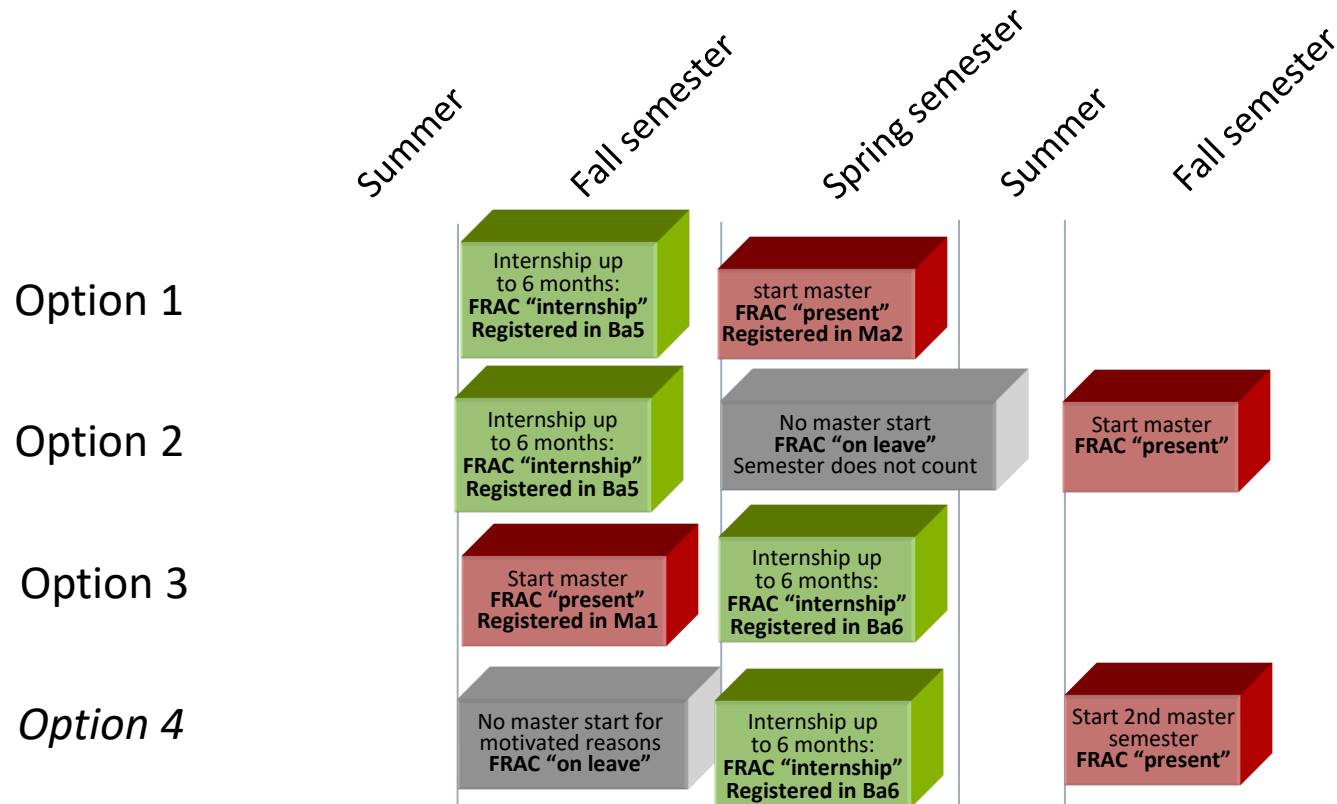 Summer
Fall semester
Spring semester
Summer
Fall semester
Option 1
Internship up
to 6 months:
FRAC “internship”
Registered in Ba5
start master
FRAC “present”
Registered in Ma2
Option 2
Internship up
to 6 months:
FRAC “internship”
Registered in Ba5
No master start
FRAC “on leave”
Semester does not count
Start master
FRAC “present”
Option 3
Start master
FRAC “present”
Registered in Ma1
Internship up
to 6 months:
FRAC “internship”
Registered in Ba6
Option 4
No master start for
motivated reasons
FRAC “on leave”
Internship up
to 6 months:
FRAC “internship”
Registered in Ba6
Start 2nd master
semester
FRAC “present”